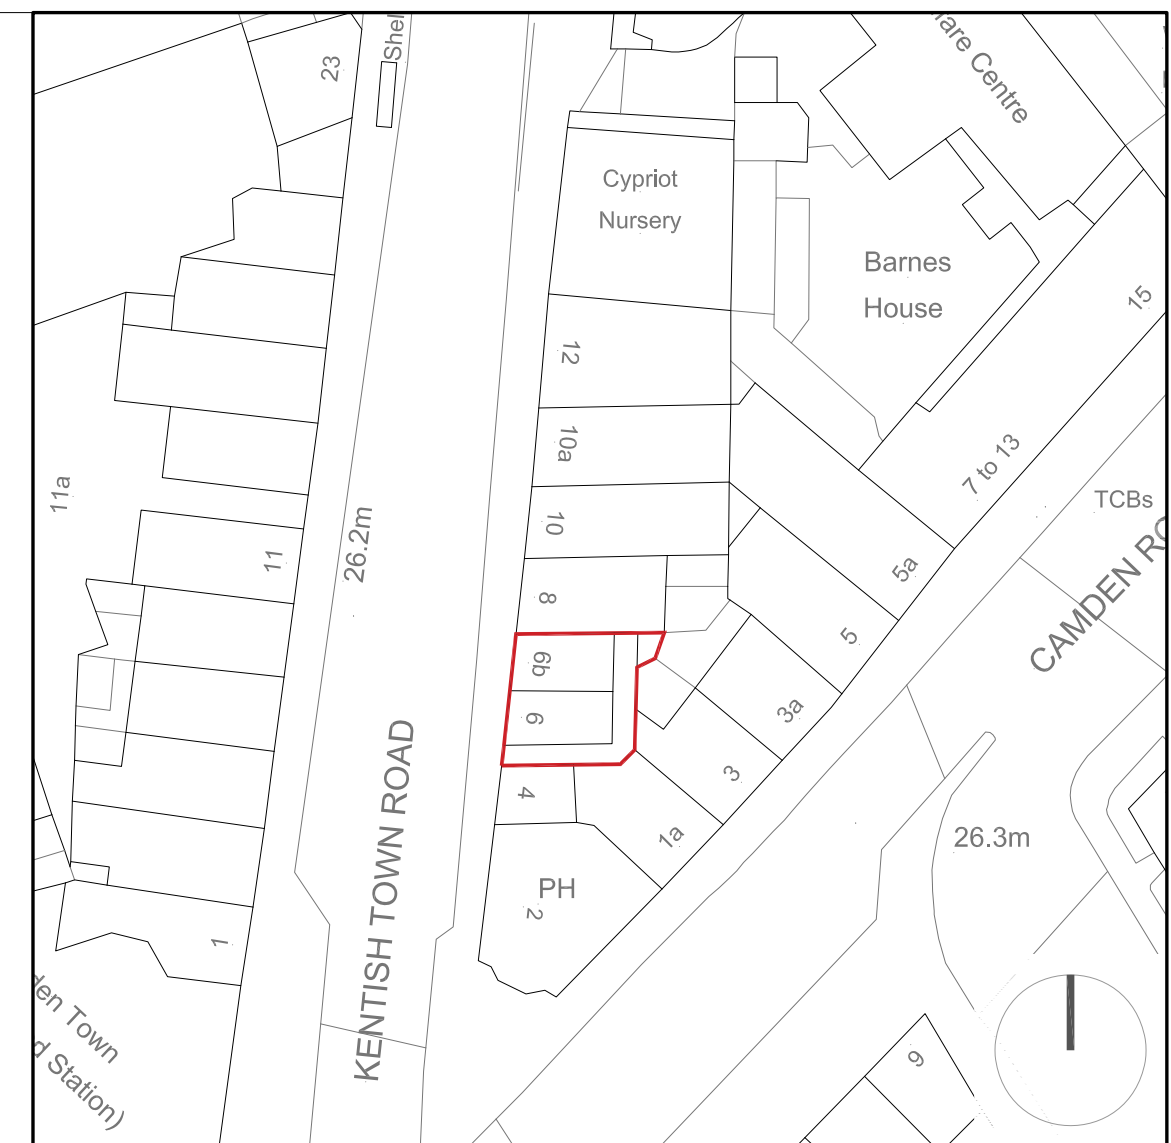 23
Shel
are Centre
Cypriot
Nursery
Barnes
House
15
12
10a
7 to 13
TCBs
11a
10
26.2m
11
5a
CAMDEN RO
8
5
6b
3a
6
3
KENTISH TOWN ROAD
4
1a
26.3m
PH
2
1
den Town
d Station)
9